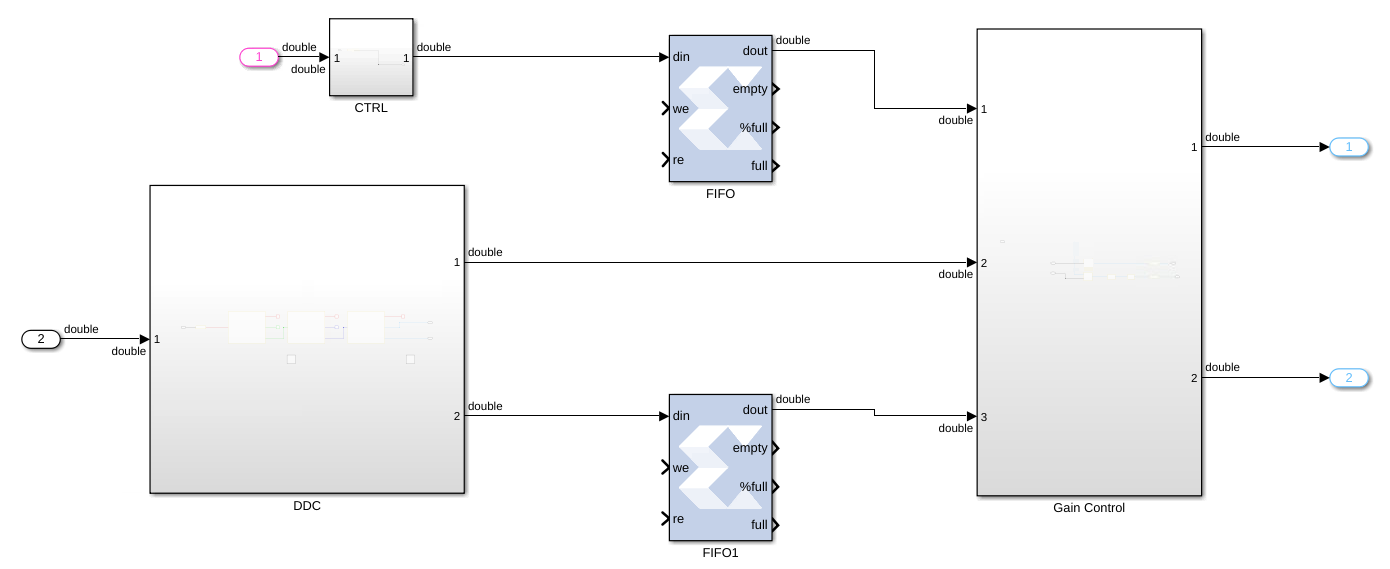 1
double
double
1
1
CTRL
double
din
we
re
dout
empty
%full
full
FIFO
double
2
double
double
1
1
2
DDC
double
double
din
we
re
dout
empty
%full
full
FIFO1
double
double
1
double
2
double
3
1
2
Gain Control
double
1
double
2